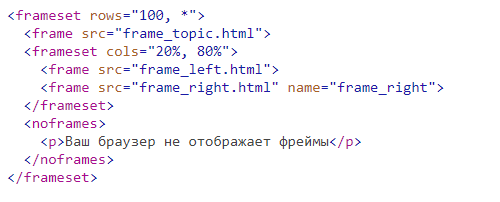 <frameset rows="100, *">
  <frame src="frame_topic.html">
  <frameset cols="20%, 80%">
    <frame src="frame_left.html">
    <frame src="frame_right.html" name="frame_right">
  </frameset>
  <noframes>
    <p>Ваш браузер не отображает фреймы</p>
  </noframes>
</frameset>